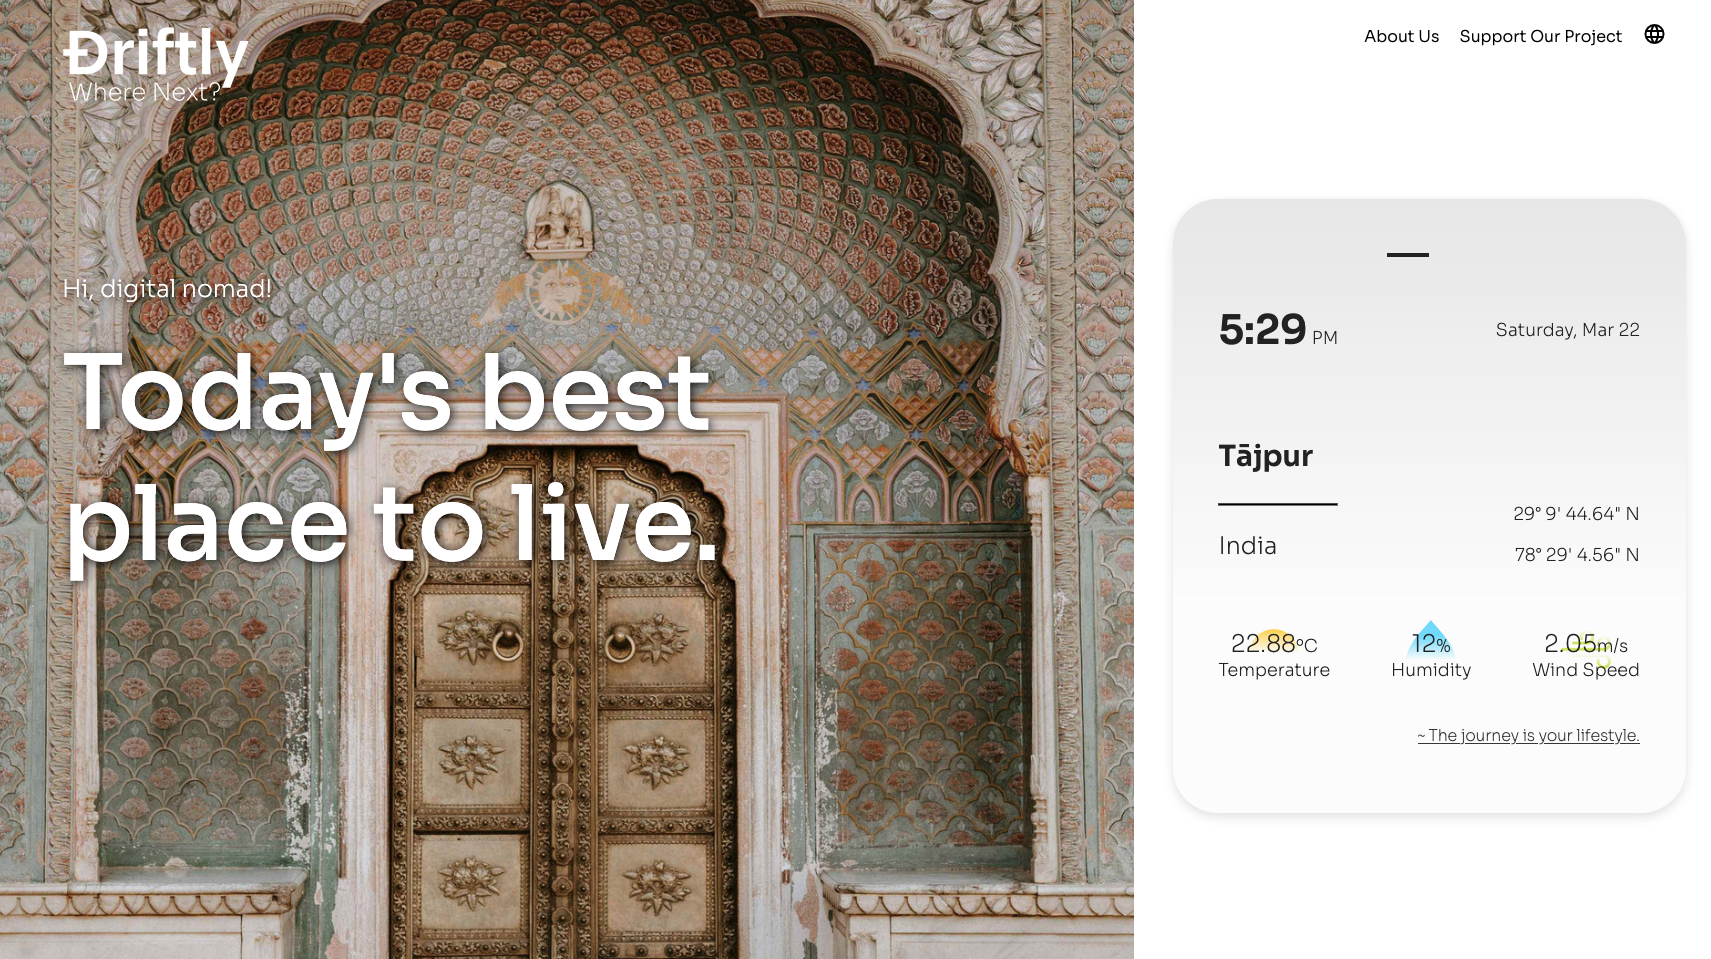 Driftly
Where Next?
About Us
Support Our Project
Hi, digital nomad!
Today's best
place to live.
5:29 PM
Saturday, Mar 22
Tājpur
India
29° 9' 44.64" N
78° 29' 4.56" N
22.88°C
Temperature
12%
Humidity
2.05m/s
Wind Speed
~ The journey is your lifestyle.